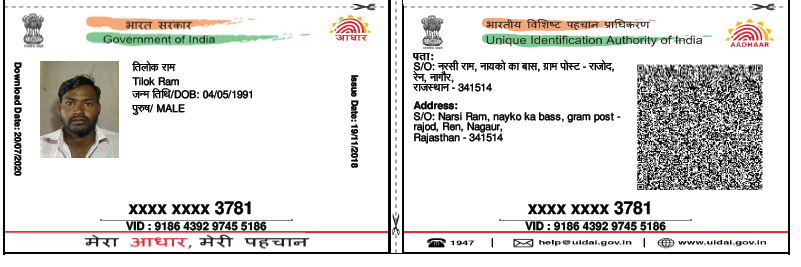 भारत सरकार
Government of India
आधार
Download Date: 20/07/2020
तिलोक राम
Tilok Ram
जन्म तिथि/DOB: 04/05/1991
पुरुष/ MALE
Issue Date: 19/11/2018
xxxx xxxx 3781
VID : 9186 4392 9745 5186
मेरा आधार, मेरी पहचान
भारतीय विशिष्ट पहचान प्राधिकरण
Unique Identification Authority of India
AADHAAR
पता:
S/O: नरसी राम, नायको का बास, ग्राम पोस्ट - राजोद,
रेन, नागौर,
राजस्थान - 341514
Address:
S/O: Narsi Ram, nayko ka bass, gram post -
rajod, Ren, Nagaur,
Rajasthan - 341514
xxxx xxxx 3781
VID : 9186 4392 9745 5186
1947 | help@uidai.gov.in | www.uidai.gov.in